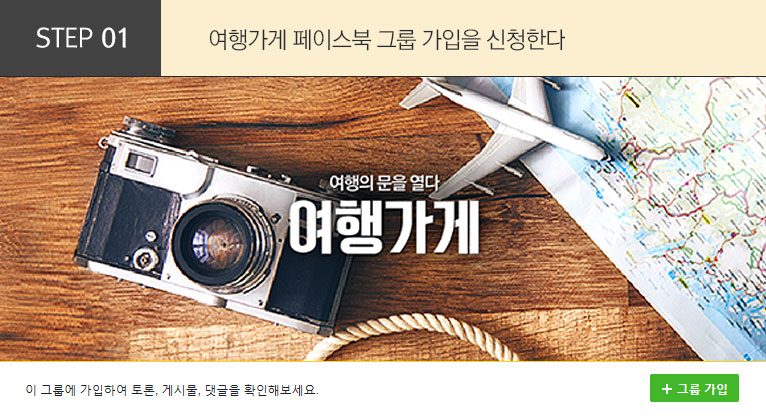 STEP 01
여행가게 페이스북 그룹 가입을 신청한다
여행의 문을 열다
여행가게
이 그룹에 가입하여 토론, 게시물, 댓글을 확인해보세요.
+ 그룹 가입